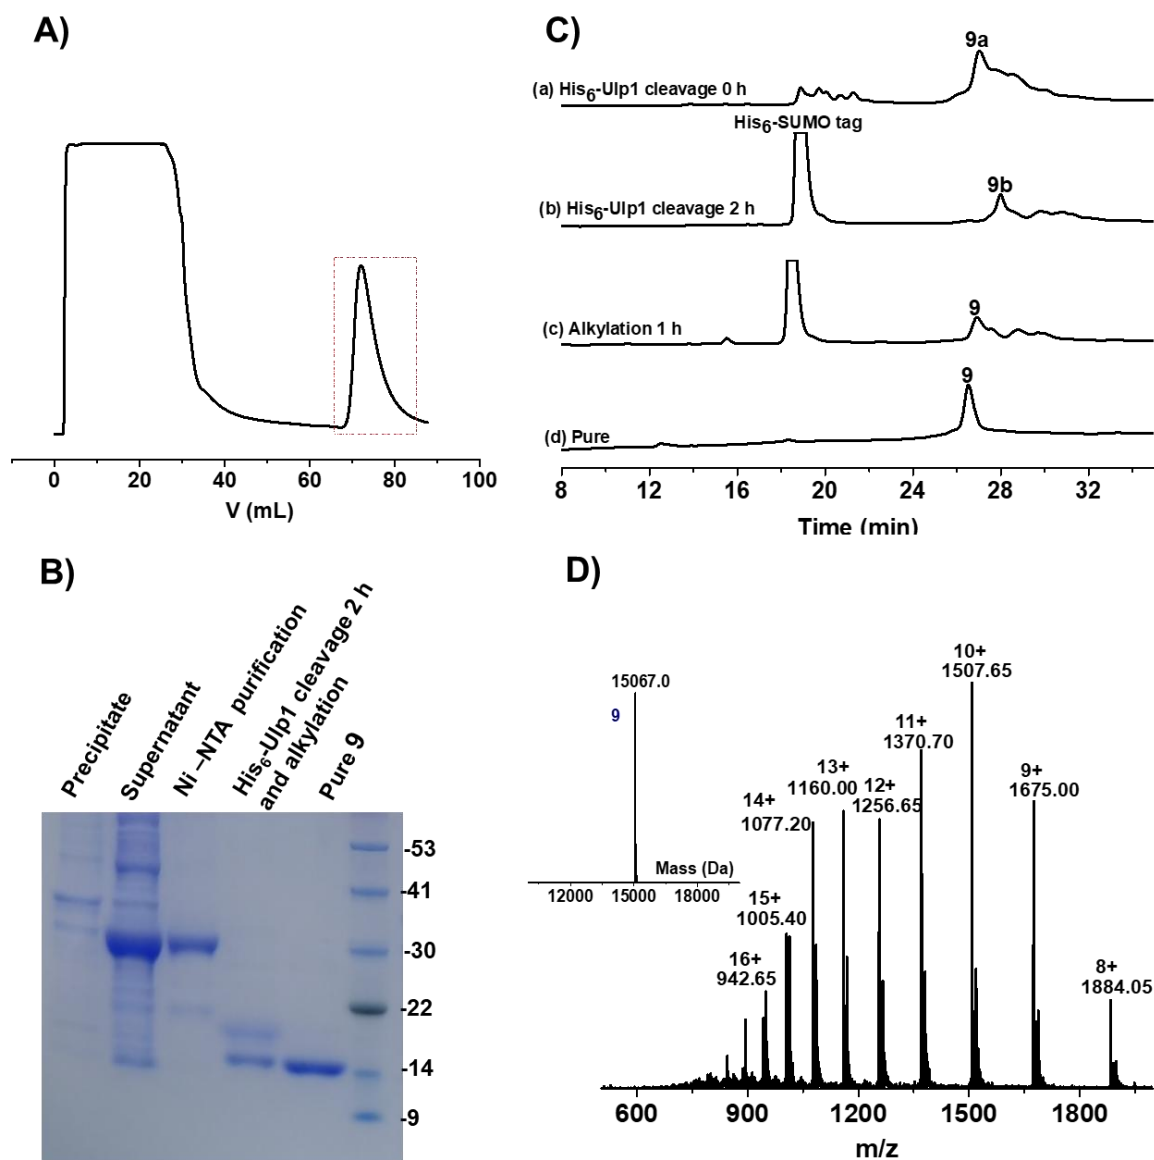 A)
0
20
40
60
80
100
V (mL)
B)
Precipitate
Supernatant
Ni –NTA purification
His6-Ulp1 cleavage 2 h
and alkylation
Pure 9
-53
-41
-30
-22
-14
-9
C)
9a
(a) His6-Ulp1 cleavage 0 h
His6-SUMO tag
9b
(b) His6-Ulp1 cleavage 2 h
9
(c) Alkylation 1 h
9
(d) Pure
8
12
16
20
24
28
32
Time (min)
D)
15067.0
9
Mass (Da)
12000
15000
18000
16+
942.65
15+
1005.40
14+
1077.20
13+
1160.00
12+
1256.65
11+
1370.70
10+
1507.65
9+
1675.00
8+
1884.05
600
900
1200
1500
1800
m/z